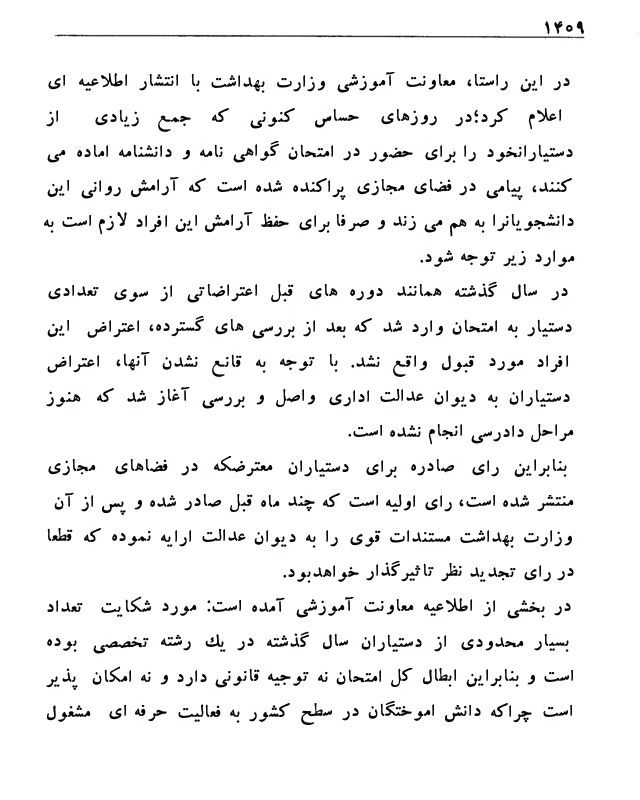 ۱۴۰۹
در این راستا، معاونت آموزشی وزارت بهداشت با انتشار اطلاعیه ای
اعلام کرد؛در روزهای حساس کنونی که جمع زیادی از
دستیارانخود را برای حضور در امتحان گواهی نامه و دانشنامه اماده می
کنند، پیامی در فضای مجازی پراکنده شده است که آرامش روانی این
دانشجویانرا به هم می زند و صرفا برای حفظ آرامش این افراد لازم است به
موارد زیر توجه شود.
در سال گذشته همانند دوره های قبل اعتراضاتی از سوی تعدادی
دستیار به امتحان وارد شد که بعد از بررسی های گسترده، اعتراض این
افراد مورد قبول واقع نشد. با توجه به قانع نشدن آنها، اعتراض
دستیاران به دیوان عدالت اداری واصل و بررسی آغاز شد که هنوز
مراحل دادرسی انجام نشده است.
بنابراین رای صادره برای دستیاران معترضکه در فضاهای مجازی
منتشر شده است، رای اولیه است که چند ماه قبل صادر شده و پس از آن
وزارت بهداشت مستندات قوی را به دیوان عدالت ارایه نموده که قطعا
در رای تجدید نظر تاثیرگذار خواهدبود.
در بخشی از اطلاعیه معاونت آموزشی آمده است: مورد شکایت تعداد
بسیار محدودی از دستیاران سال گذشته در یك رشته تخصصی بوده
است و بنابراین ابطال کل امتحان نه توجیه قانونی دارد و نه امکان پذیر
است چراکه دانش اموختگان در سطح کشور به فعالیت حرفه ای مشغول